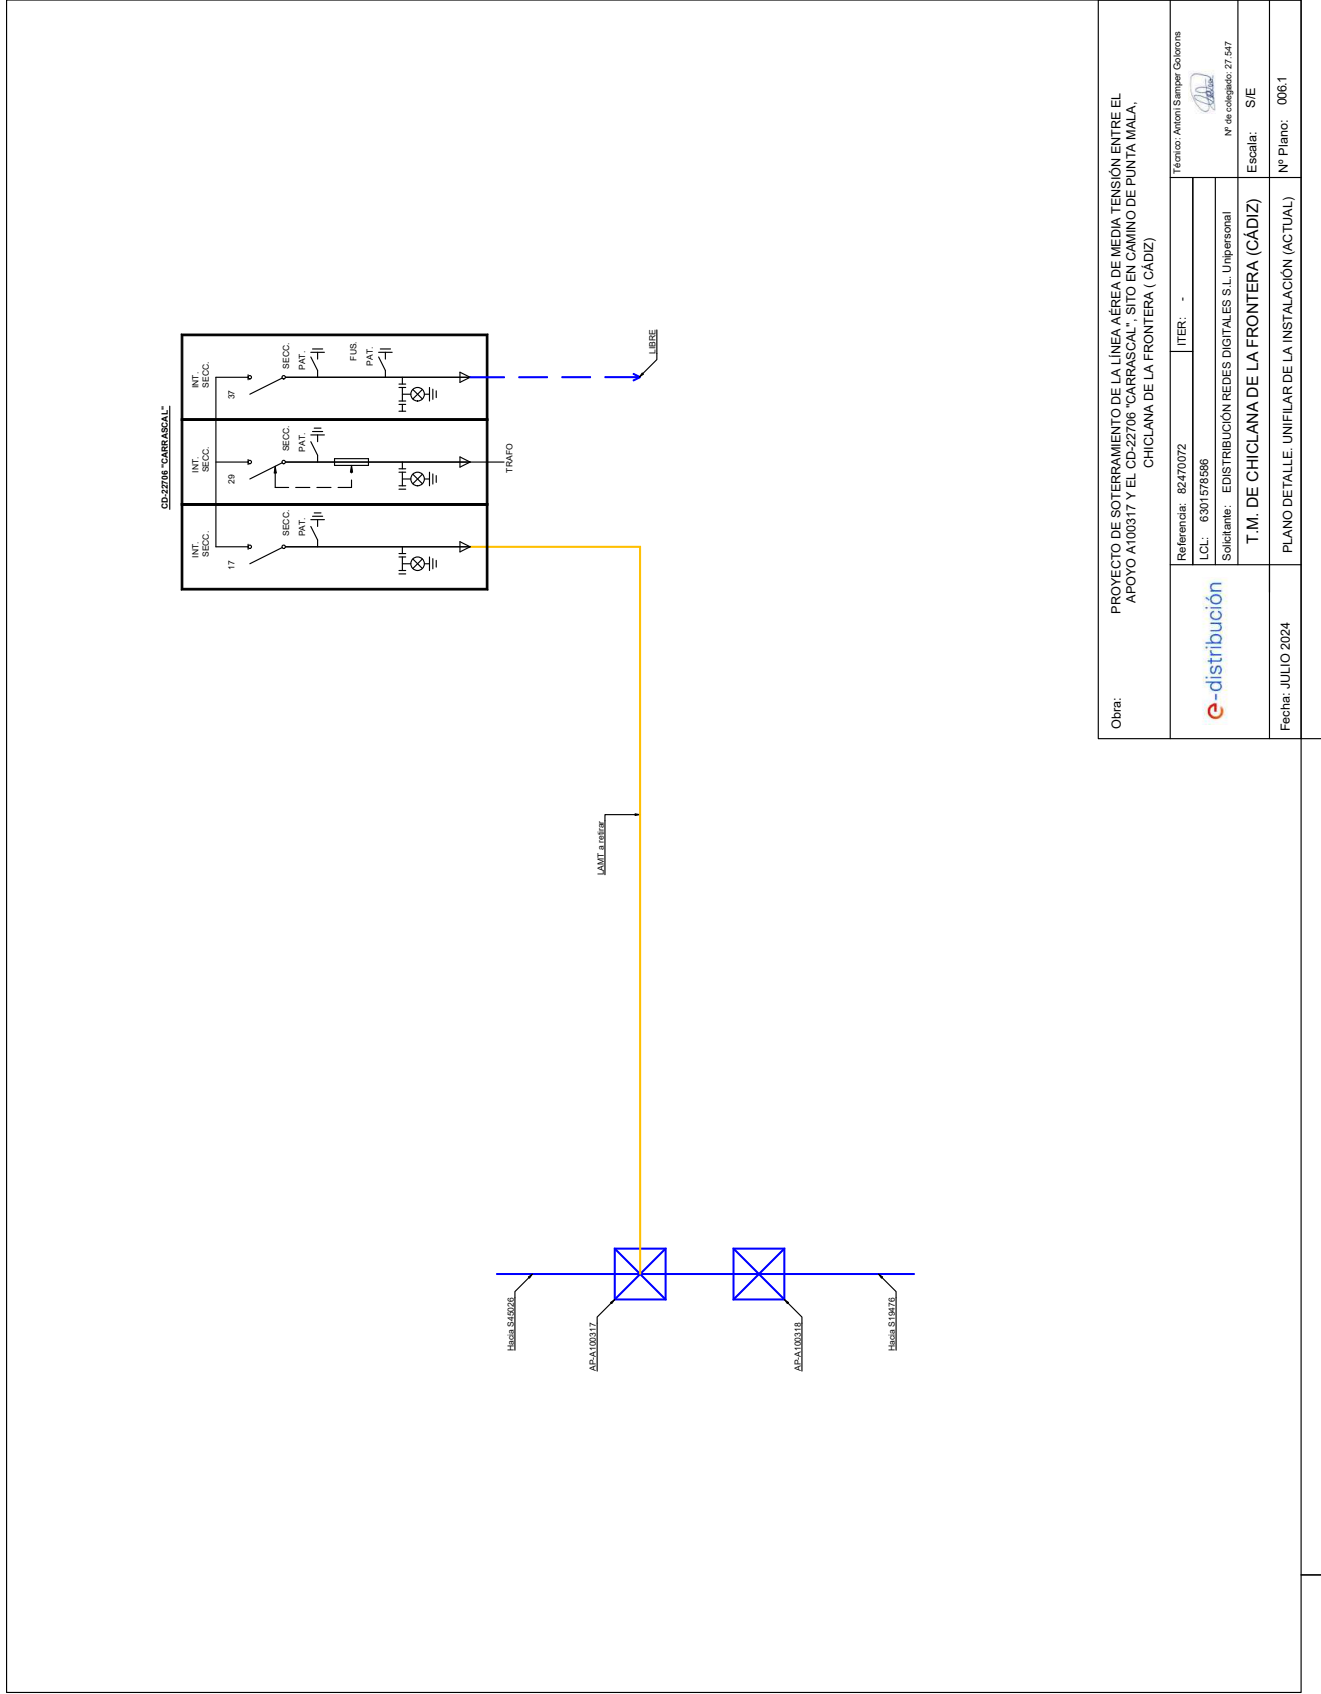 CD-22706 "CARRASCAL"
INT.
SECC.
17
SECC.
PAT.
INT.
SECC.
29
SECC.
PAT.
TRAFO
INT.
SECC.
37
SECC.
PAT.
FUS.
PAT.
LIBRE
LAMT a retirar
Hacia S45026
AP-A100317
AP-A100318
Hacia S19476
Obra:
PROYECTO DE SOTERRAMIENTO DE LA LÍNEA AÉREA DE MEDIA TENSIÓN ENTRE EL
APOYO A100317 Y EL CD-22706 "CARRASCAL", SITO EN CAMINO DE PUNTA MALA,
CHICLANA DE LA FRONTERA ( CÁDIZ)
e-distribución
Referencia: 82470072
ITER: -
LCL: 6301578586
Solicitante: EDISTRIBUCIÓN REDES DIGITALES S.L. Unipersonal
Técnico: Antoni Samper Golorons
Nº de colegiado: 27.547
T.M. DE CHICLANA DE LA FRONTERA (CÁDIZ)
Escala: S/E
Fecha: JULIO 2024
PLANO DETALLE. UNIFILAR DE LA INSTALACIÓN (ACTUAL)
Nº Plano: 006.1